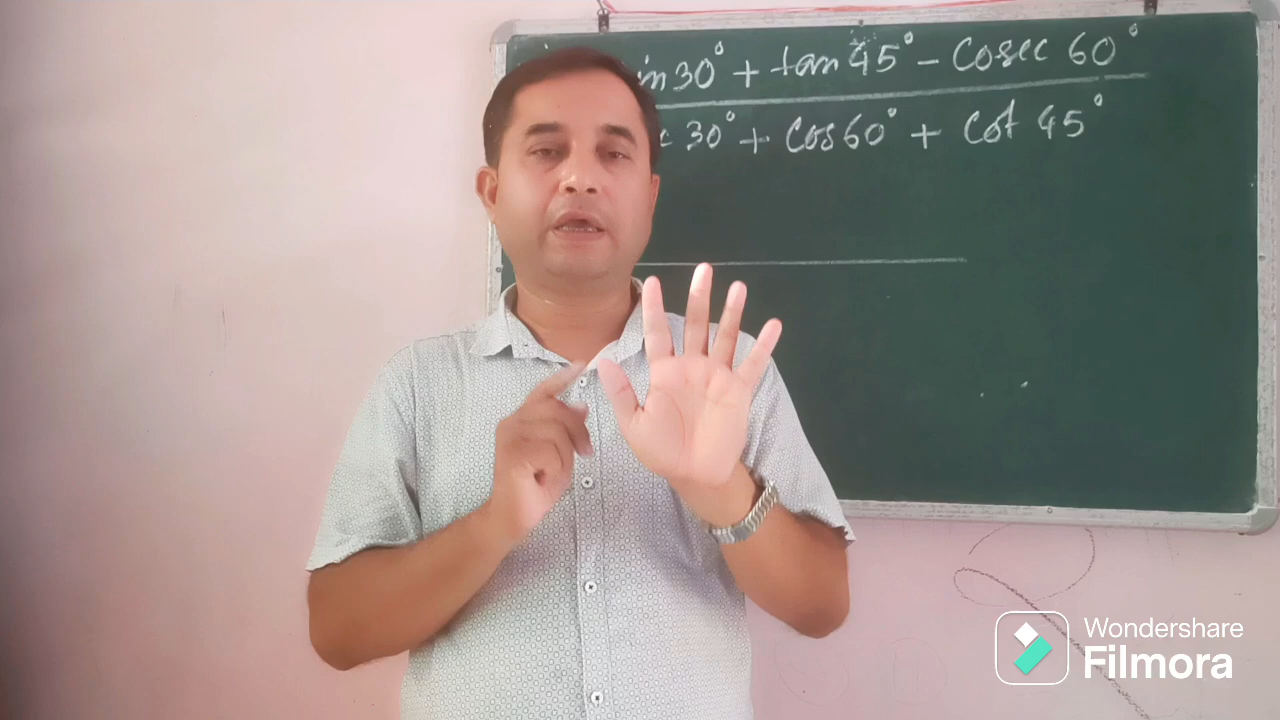 in 30° + tan 45° - Cosec 60°
c 30° + Cos 60° + Cot 45°
Wondershare
Filmora